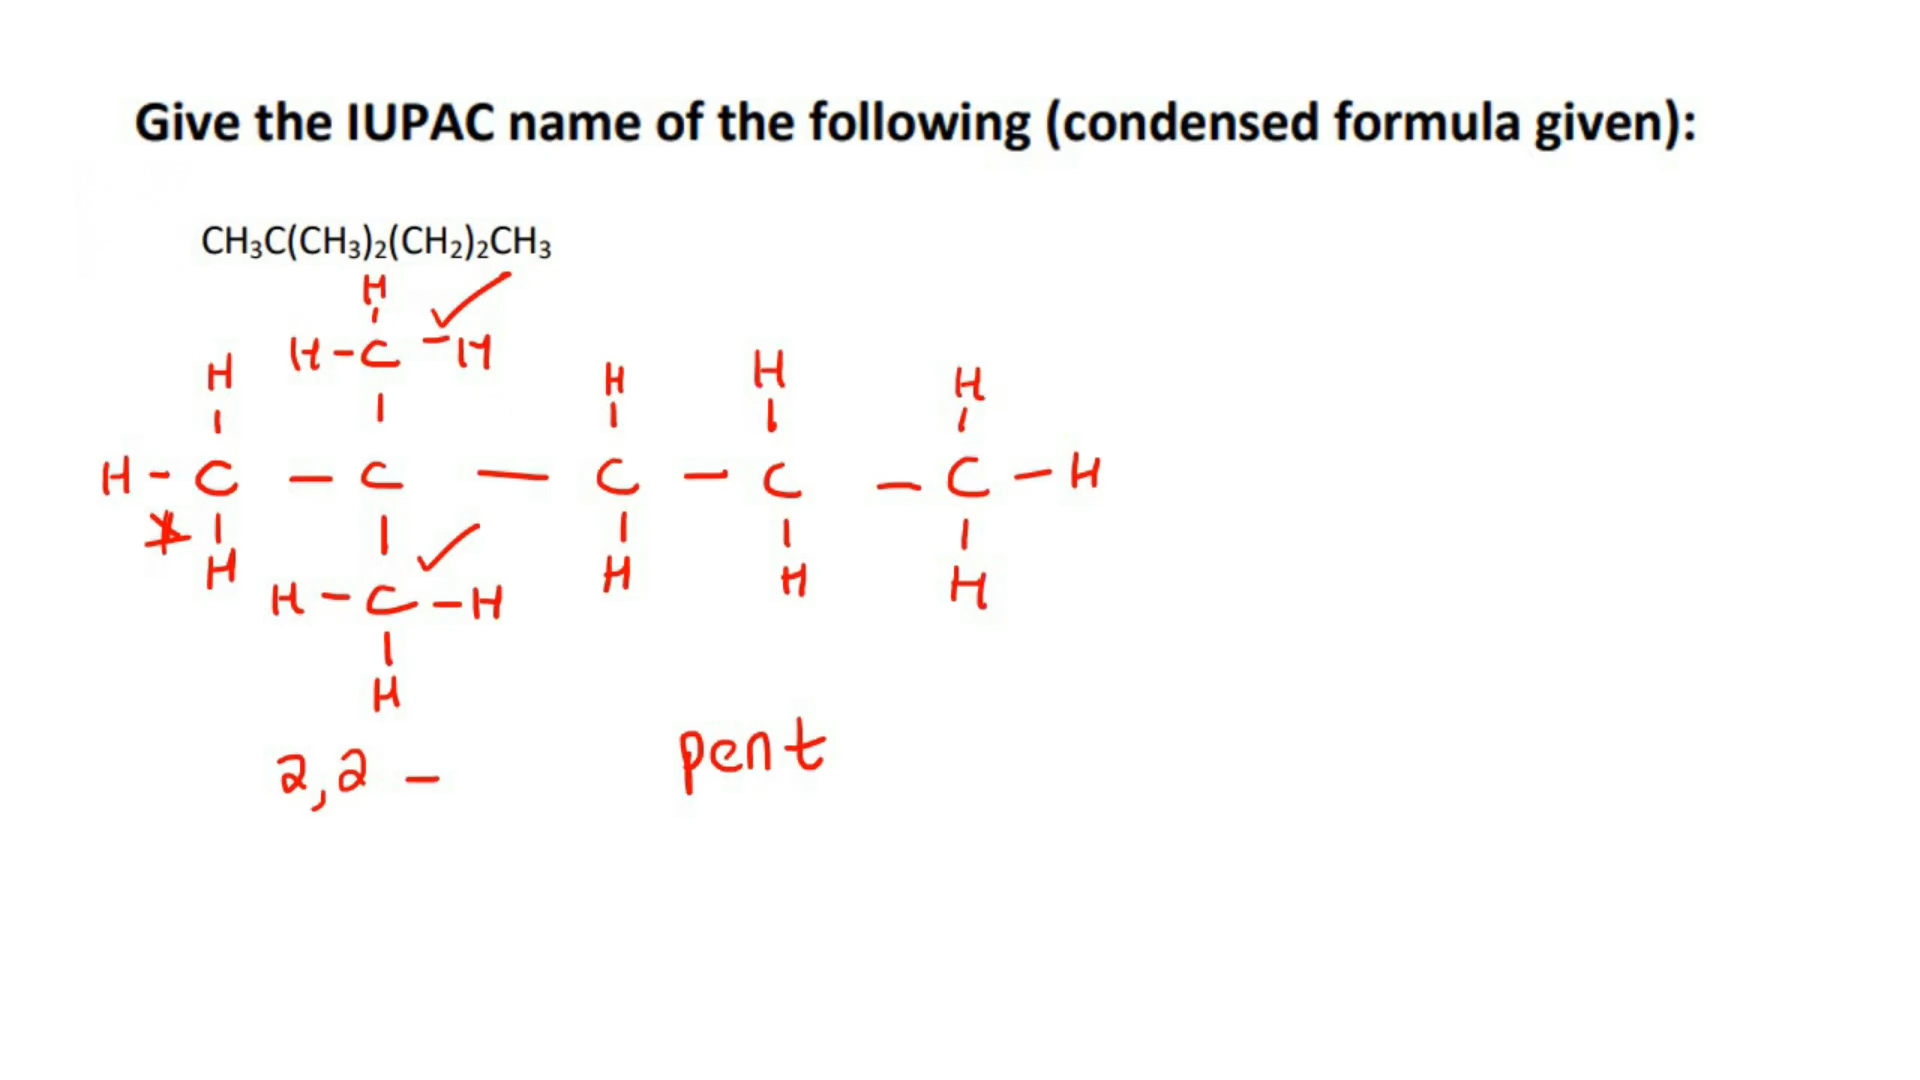 Give the IUPAC name of the following (condensed formula given):
CH₃C(CH₃)₂(CH₂)₂CH₃
H
H H-C-H H H H
H-C - C - C - C - C-H
H H-C-H H H H
H
2,2 - pent